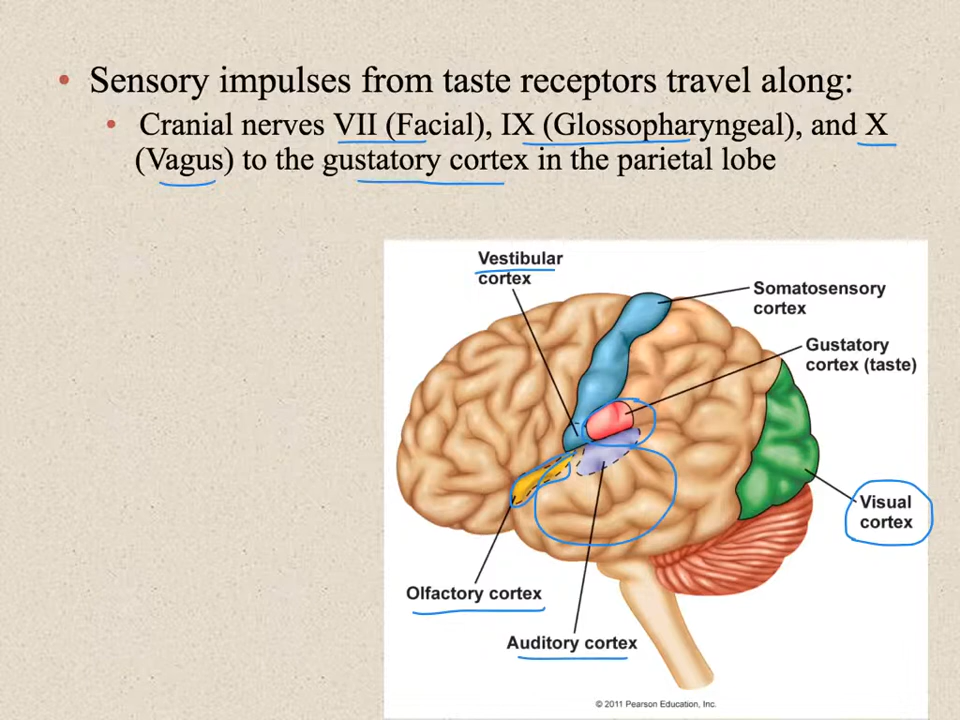 • Sensory impulses from taste receptors travel along:
• Cranial nerves VII (Facial), IX (Glossopharyngeal), and X
(Vagus) to the gustatory cortex in the parietal lobe
Vestibular
cortex
Somatosensory
cortex
Gustatory
cortex (taste)
Visual
cortex
Olfactory cortex
Auditory cortex
© 2011 Pearson Education, Inc.